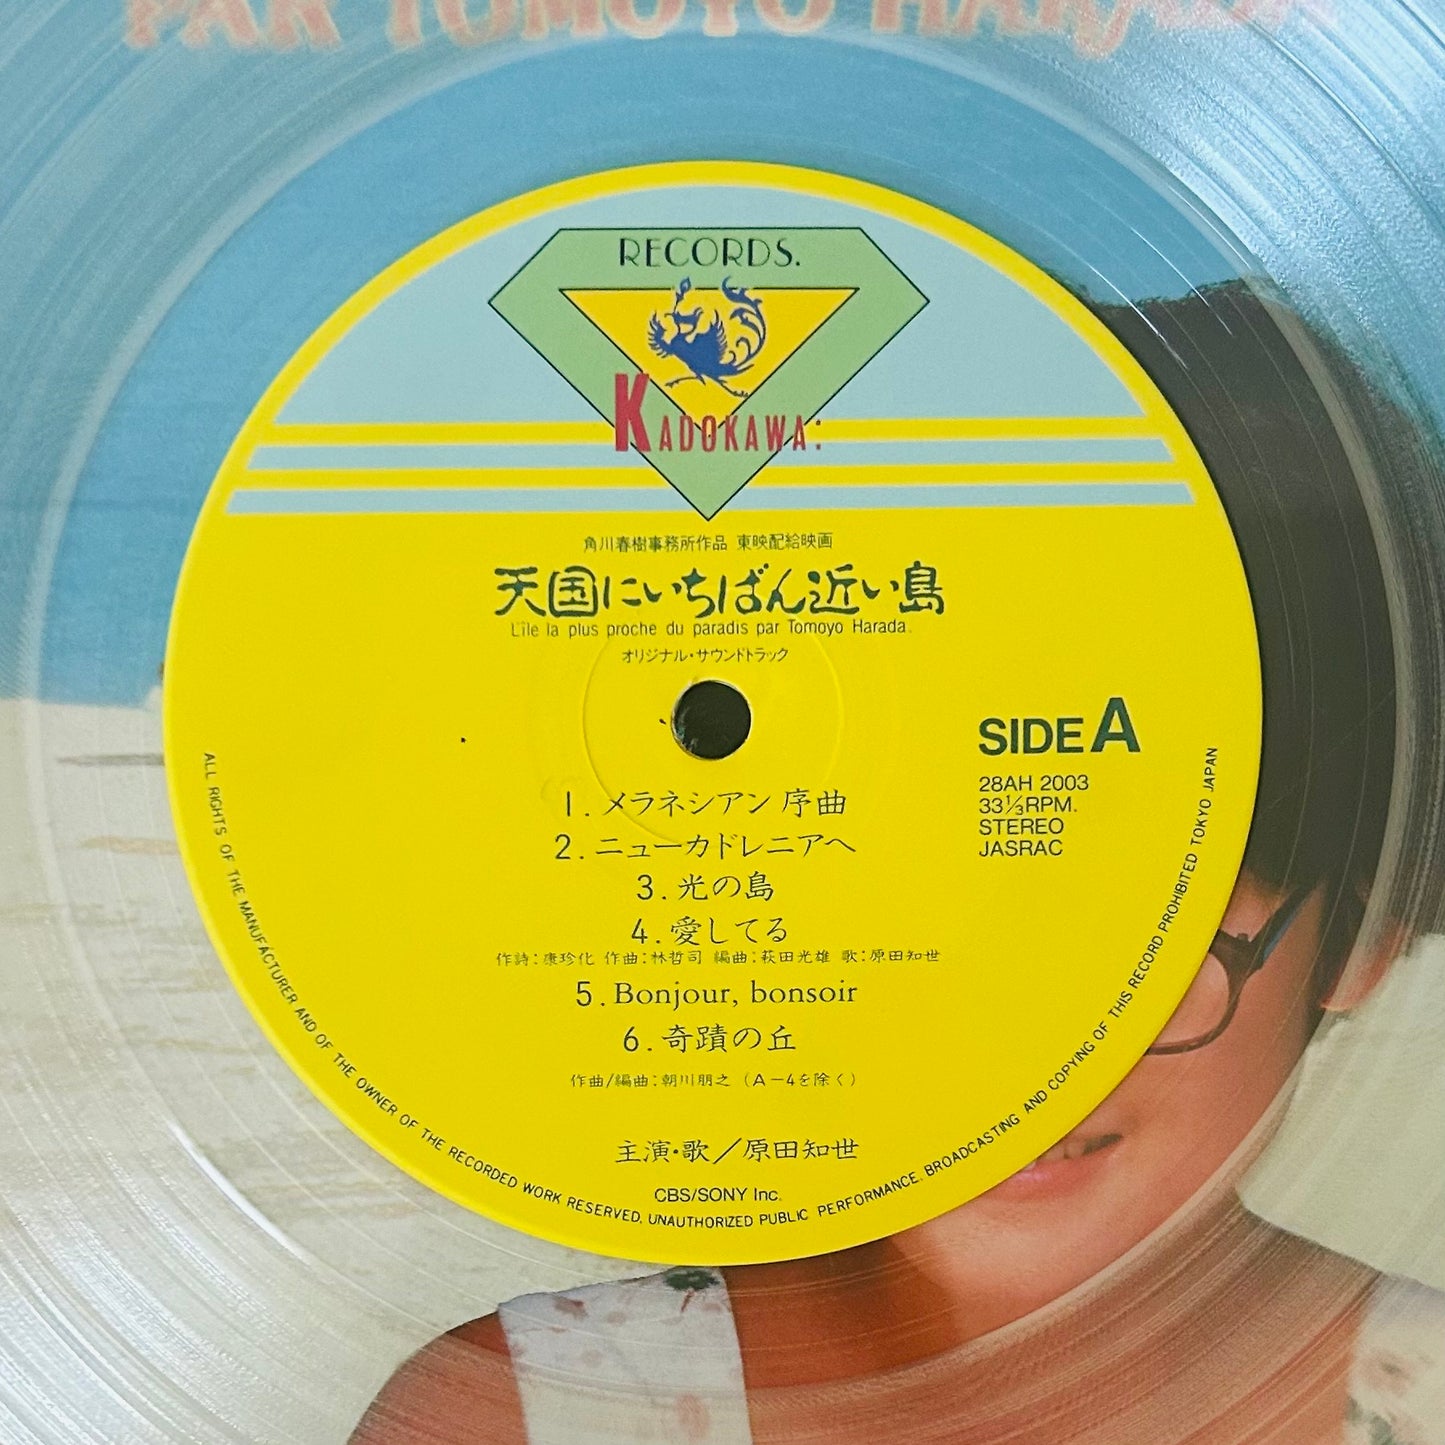 PAR TOMOYO HARADA
RECORDS.
KADOKAWA:
角川春樹事務所作品 東映配給映画
天国にいちばん近い島
L'île la plus proche du paradis par Tomoyo Harada.
オリジナル・サウンドトラック
SIDE A
28AH 2003
33⅓RPM.
STEREO
JASRAC
1. メラネシアン 序曲
2. ニューカドレニアへ
3. 光の島
4. 愛してる
作詩:康珍化 作曲:林哲司 編曲:萩田光雄 歌:原田知世
5. Bonjour, bonsoir
6. 奇蹟の丘
作曲/編曲:朝川朋之 (A-4を除く)
主演・歌/原田知世
CBS/SONY Inc.
ALL RIGHTS OF THE MANUFACTURER AND OF THE OWNER OF THE RECORDED WORK RESERVED. UNAUTHORIZED PUBLIC PERFORMANCE. BROADCASTING AND COPYING OF THIS RECORD PROHIBITED TOKYO JAPAN